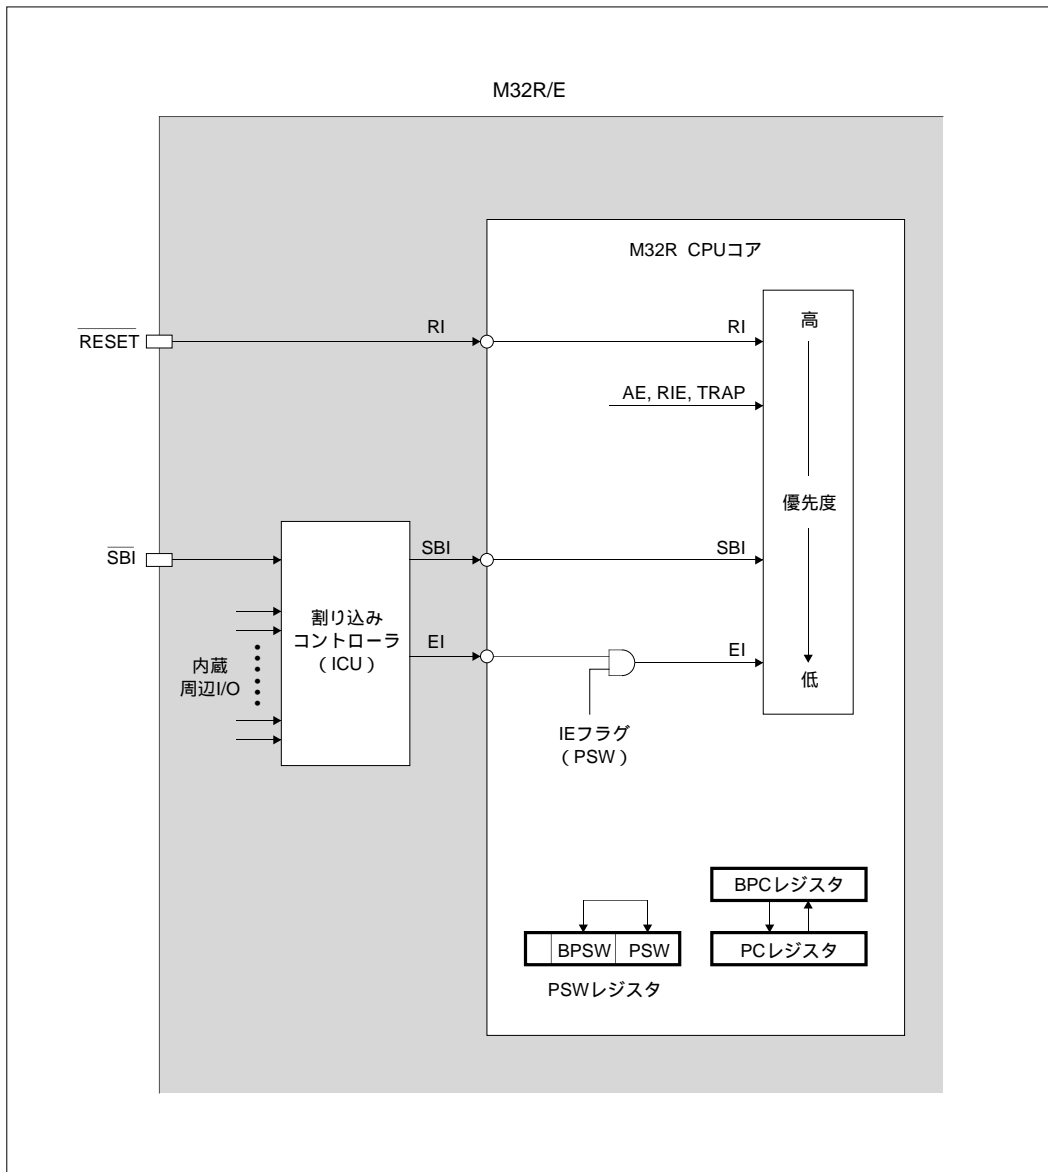 M32R/E
M32R CPUコア
RESET
RI
RI
高
AE, RIE, TRAP
優先度
SBI
SBI
SBI
割り込み
コントローラ
（ICU）
EI
EI
低
内蔵
周辺I/O
IEフラグ
（PSW）
BPCレジスタ
BPSW
PSW
PCレジスタ
PSWレジスタ